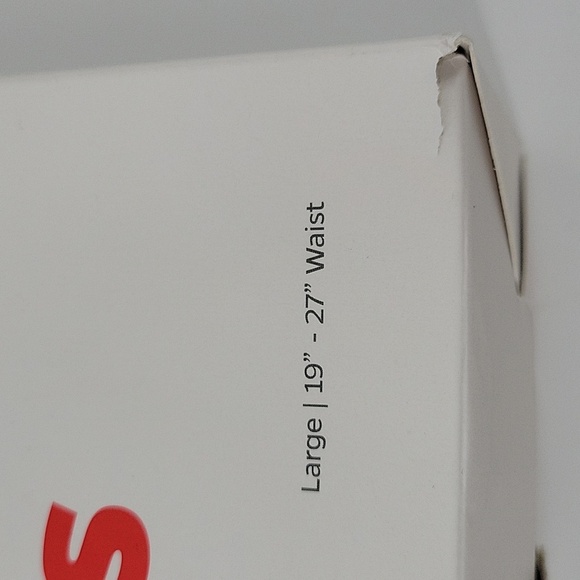 Large | 19” - 27” Waist
s